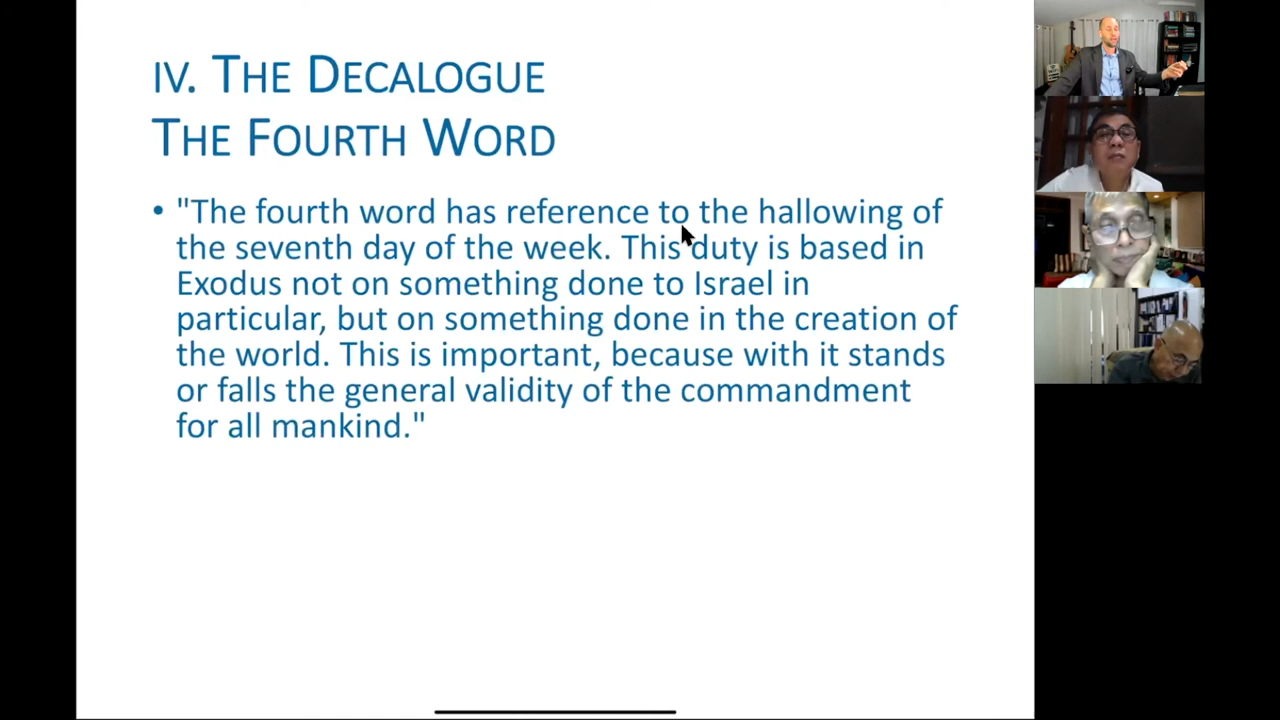 IV. THE DECALOGUE
THE FOURTH WORD
• "The fourth word has reference to the hallowing of
the seventh day of the week. This duty is based in
Exodus not on something done to Israel in
particular, but on something done in the creation of
the world. This is important, because with it stands
or falls the general validity of the commandment
for all mankind."